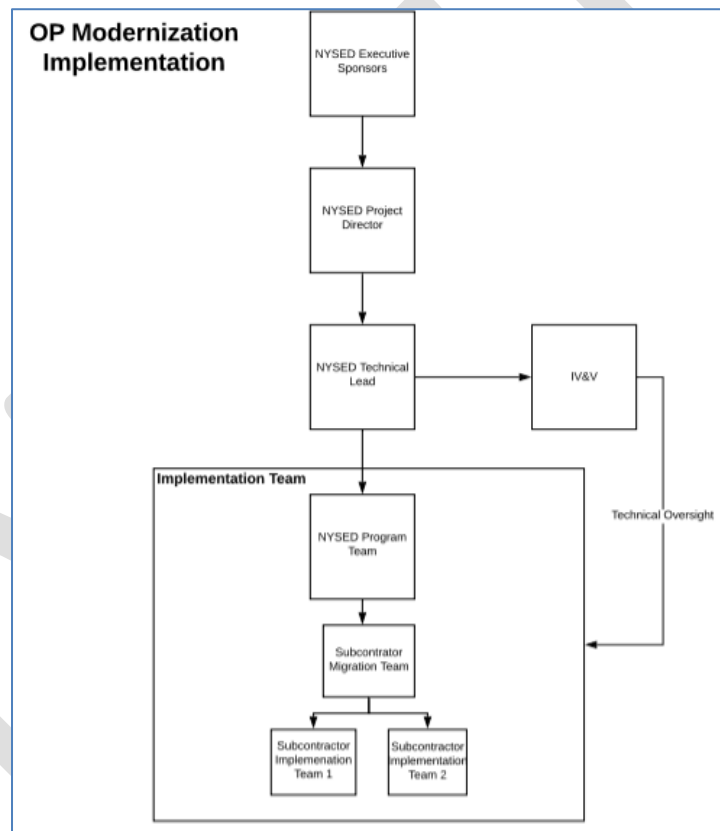 OP Modernization
Implementation
NYSED Executive
Sponsors
NYSED Project
Director
NYSED Technical
Lead
IV&V
Implementation Team
NYSED Program
Team
Technical Oversight
Subcontrator
Migration Team
Subcontractor
Implemenation
Team 1
Subcontractor
Implementation
Team 2